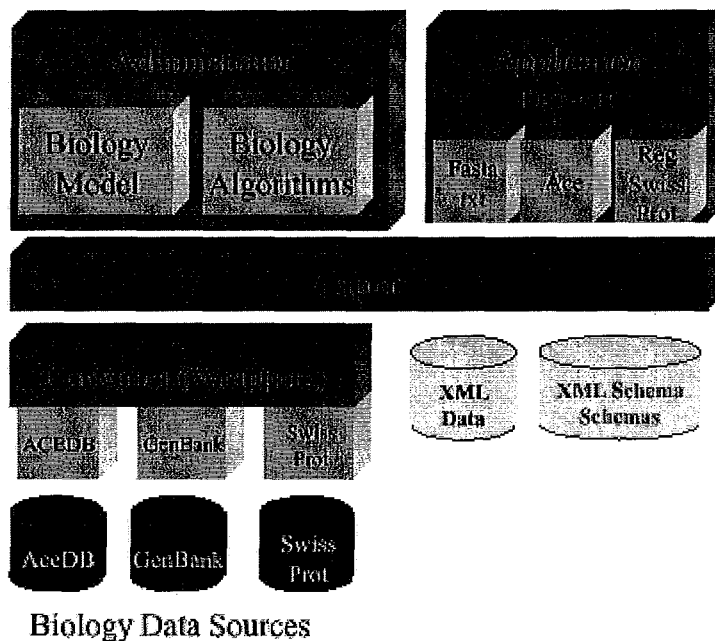 Biology
Model
Biology
Algorithms
Fasta
txt
Ace
Reg
Swiss
Prot
XML
Data
XML Schema
Schemas
ACEDB
GenBank
Swiss
Prot
AceDB
GenBank
Swiss
Prot
Biology Data Sources